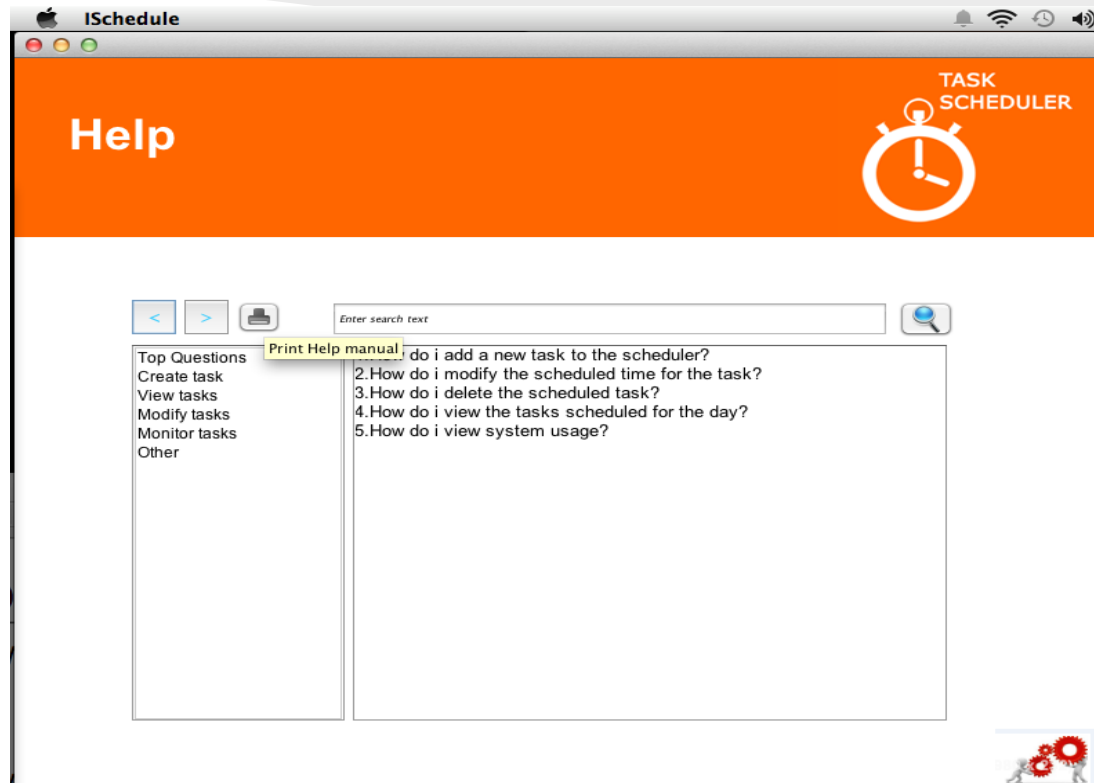 ISchedule
TASK
SCHEDULER
Help
< >
Enter search text
Print Help manual
Top Questions
Create task
View tasks
Modify tasks
Monitor tasks
Other
do i add a new task to the scheduler?
2.How do i modify the scheduled time for the task?
3.How do i delete the scheduled task?
4.How do i view the tasks scheduled for the day?
5.How do i view system usage?